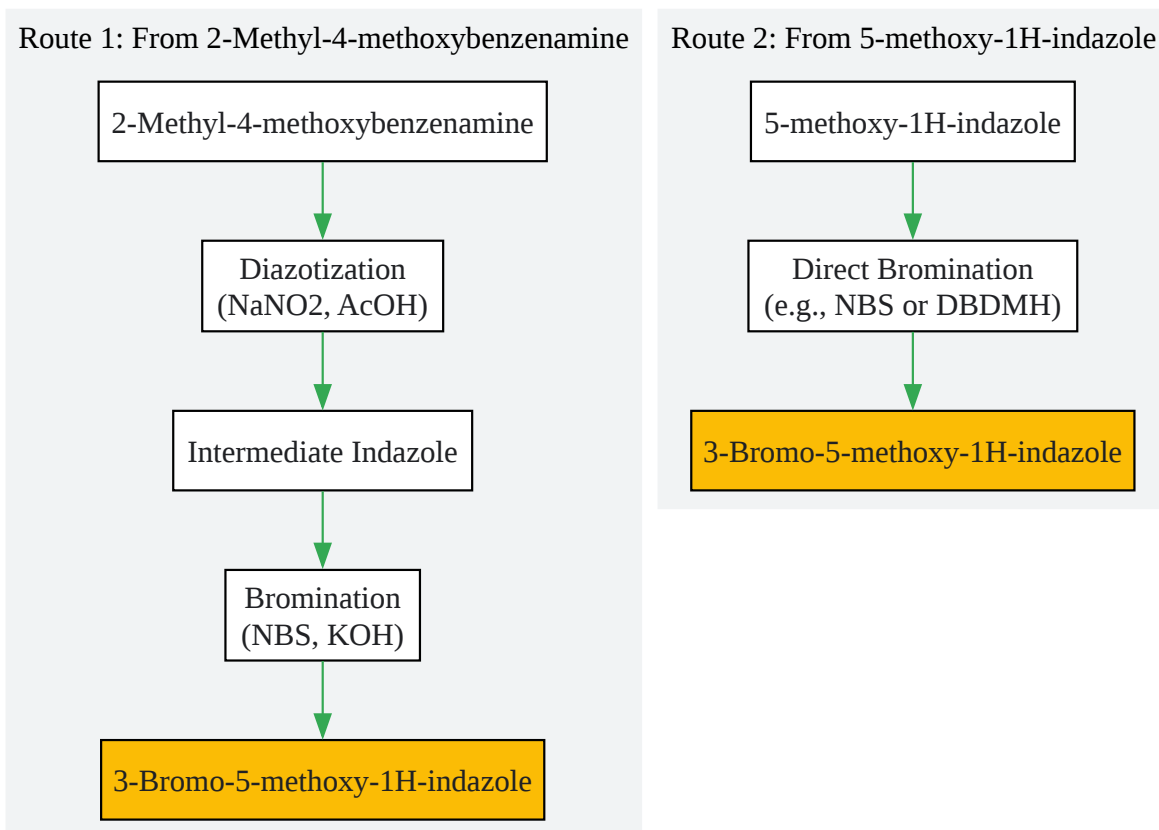 Route 1: From 2-Methyl-4-methoxybenzenamine
2-Methyl-4-methoxybenzenamine
Diazotization
(NaNO2, AcOH)
Intermediate Indazole
Bromination
(NBS, KOH)
3-Bromo-5-methoxy-1H-indazole
Route 2: From 5-methoxy-1H-indazole
5-methoxy-1H-indazole
Direct Bromination
(e.g., NBS or DBDMH)
3-Bromo-5-methoxy-1H-indazole